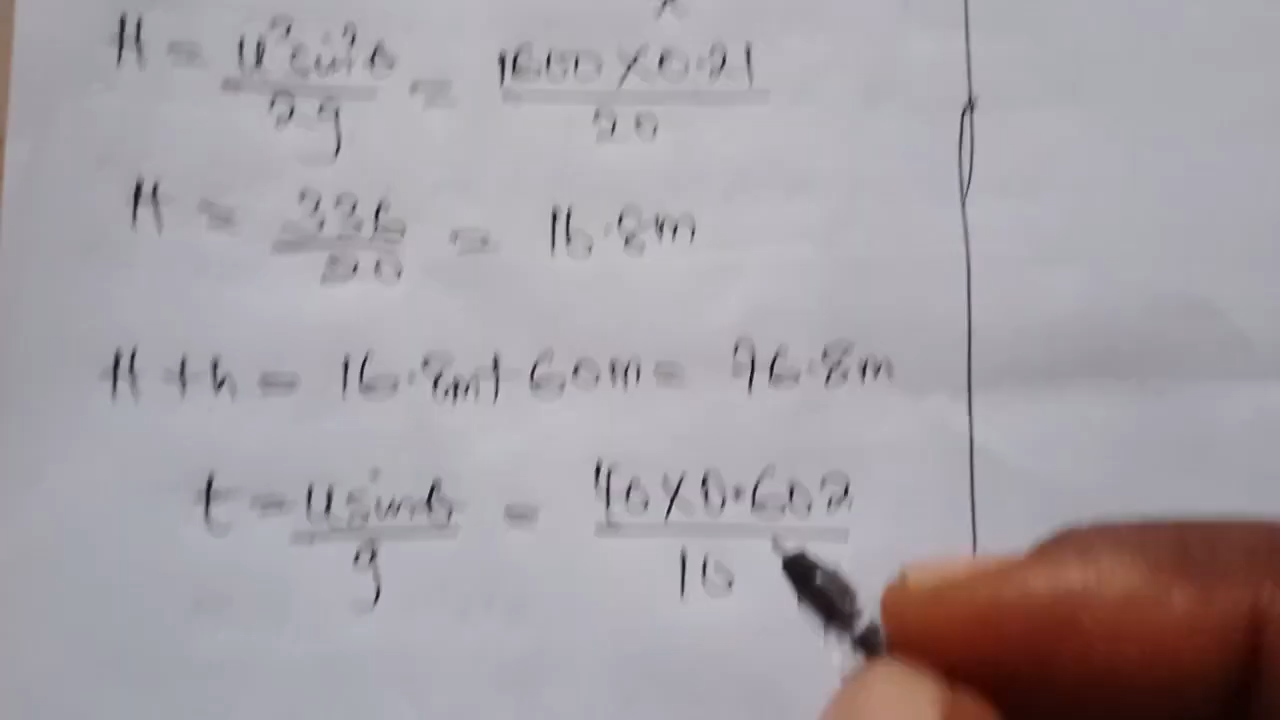 H = u²sin²θ / 2g = 1600 × 0.21 / 20
H = 336 / 20 = 16.8m
H + h = 16.8m + 60m = 76.8m
t = usinθ / g = 40 × 0.602 / 10